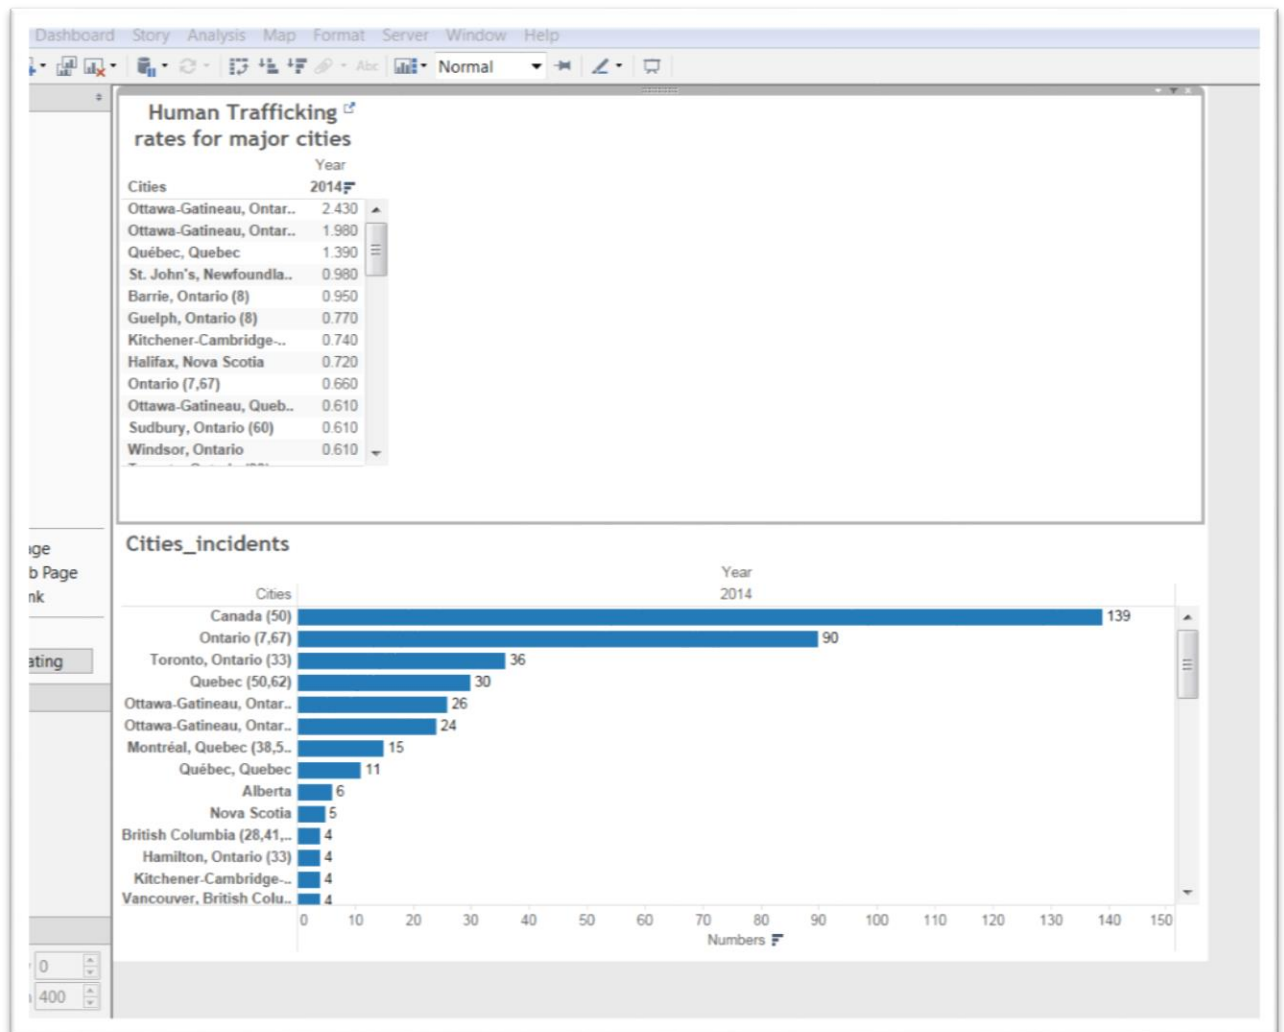 Dashboard Story Analysis Map Format Server Window Help
Abc Normal
Human Trafficking
rates for major cities
Year
Cities 2014
Ottawa-Gatineau, Ontar.. 2.430
Ottawa-Gatineau, Ontar.. 1.980
Québec, Quebec 1.390
St. John's, Newfoundla.. 0.980
Barrie, Ontario (8) 0.950
Guelph, Ontario (8) 0.770
Kitchener-Cambridge-.. 0.740
Halifax, Nova Scotia 0.720
Ontario (7,67) 0.660
Ottawa-Gatineau, Queb.. 0.610
Sudbury, Ontario (60) 0.610
Windsor, Ontario 0.610
age
b Page
nk
ating
0
400
Cities_incidents
Year
Cities 2014
Canada (50) 139
Ontario (7,67) 90
Toronto, Ontario (33) 36
Quebec (50,62) 30
Ottawa-Gatineau, Ontar.. 26
Ottawa-Gatineau, Ontar.. 24
Montréal, Quebec (38,5.. 15
Québec, Quebec 11
Alberta 6
Nova Scotia 5
British Columbia (28,41,.. 4
Hamilton, Ontario (33) 4
Kitchener-Cambridge-.. 4
Vancouver, British Colu.. 4
0 10 20 30 40 50 60 70 80 90 100 110 120 130 140 150
Numbers